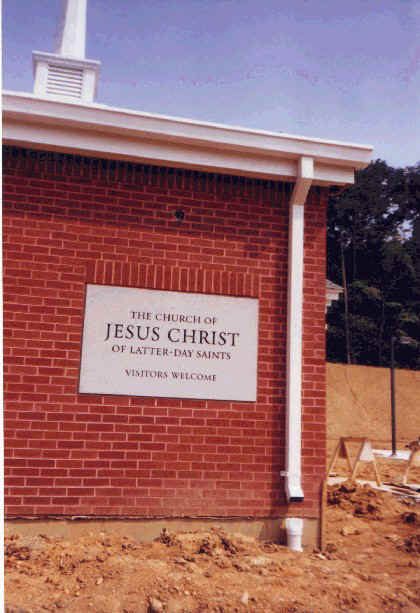 THE CHURCH OF
JESUS CHRIST
OF LATTER-DAY SAINTS
VISITORS WELCOME